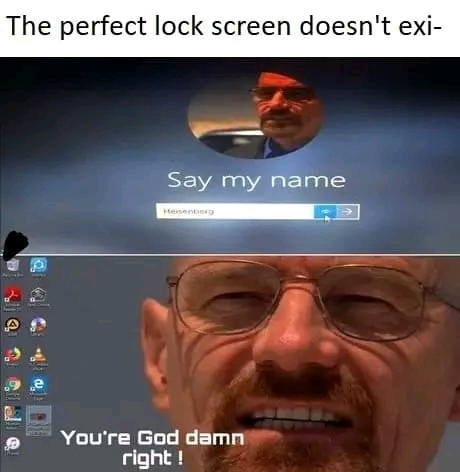 The perfect lock screen doesn't exi-
Say my name
Heisenberg
You're God damn
right !